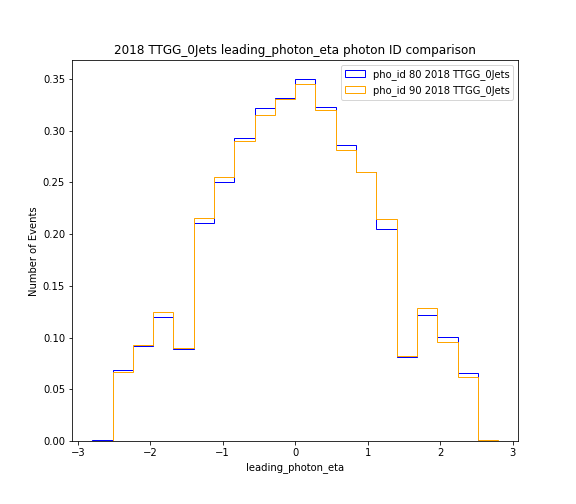 2018 TTGG_0Jets leading_photon_eta photon ID comparison
pho_id 80 2018 TTGG_0Jets
pho_id 90 2018 TTGG_0Jets
Number of Events
0.35
0.30
0.25
0.20
0.15
0.10
0.05
0.00
−3 −2 −1 0 1 2 3
leading_photon_eta